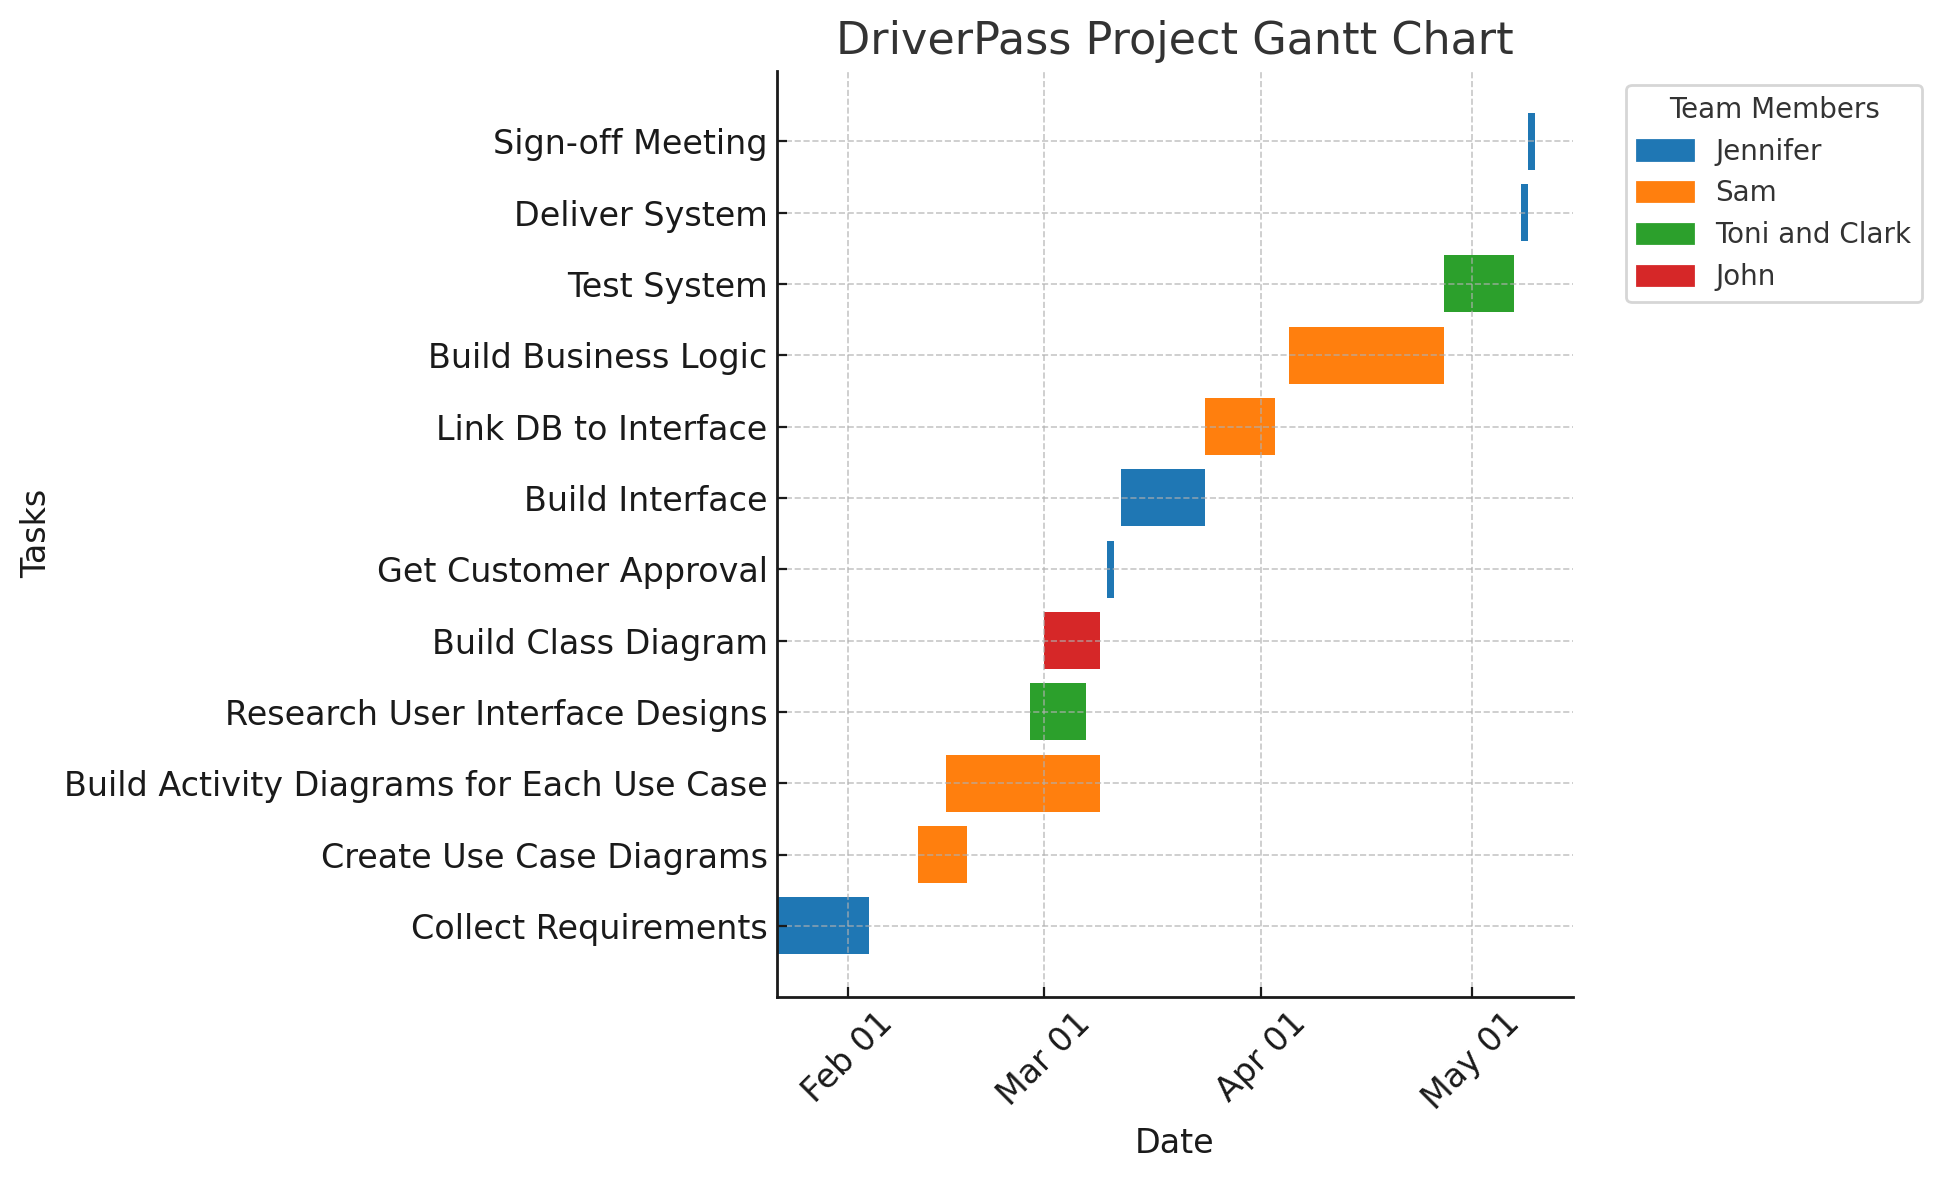 DriverPass Project Gantt Chart
Team Members
Jennifer
Sam
Toni and Clark
John
Tasks
Sign-off Meeting
Deliver System
Test System
Build Business Logic
Link DB to Interface
Build Interface
Get Customer Approval
Build Class Diagram
Research User Interface Designs
Build Activity Diagrams for Each Use Case
Create Use Case Diagrams
Collect Requirements
Feb 01
Mar 01
Apr 01
May 01
Date